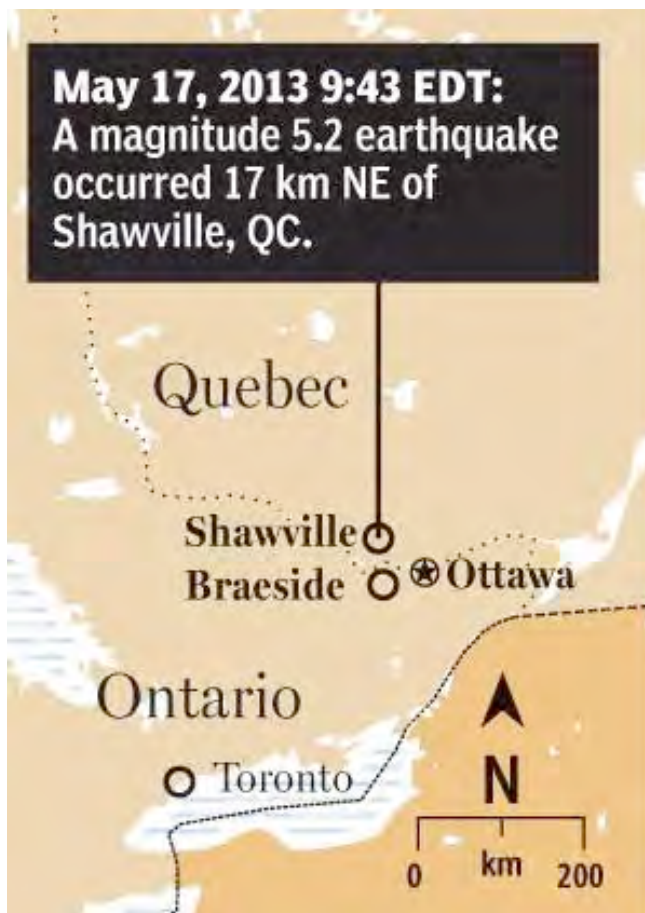 May 17, 2013 9:43 EDT:
A magnitude 5.2 earthquake
occurred 17 km NE of
Shawville, QC.
Quebec
Shawville
Braeside
Ottawa
Ontario
Toronto
N
0 km 200